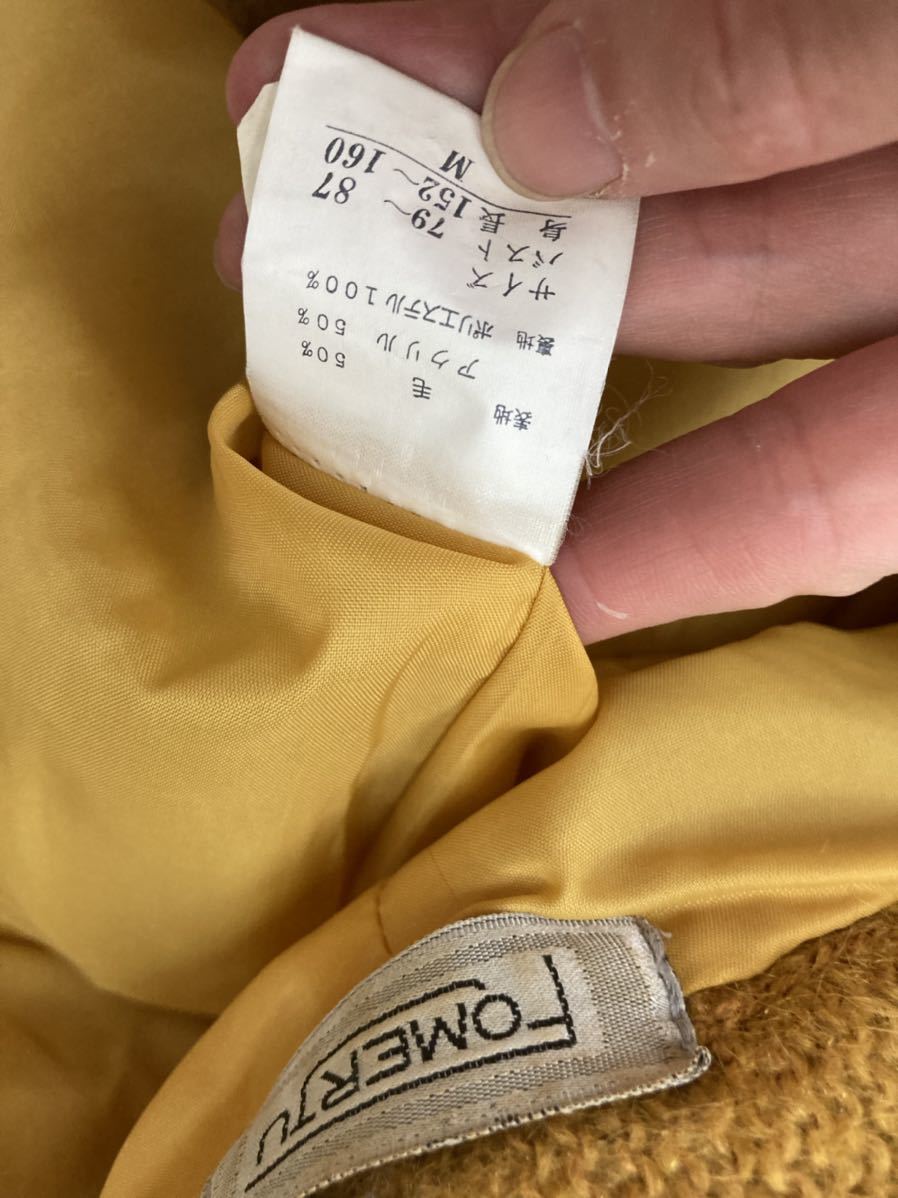 表地
毛 50%
アクリル 50%
裏地 ポリエステル100%
サイズ
バスト 79~87
身長 152~160
M
FOMERTU